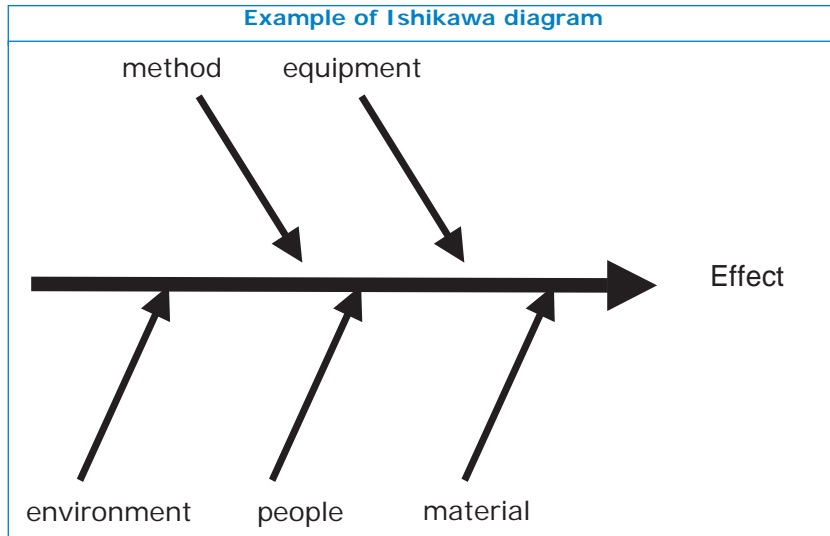 Example of Ishikawa diagram
method equipment
Effect
environment people material